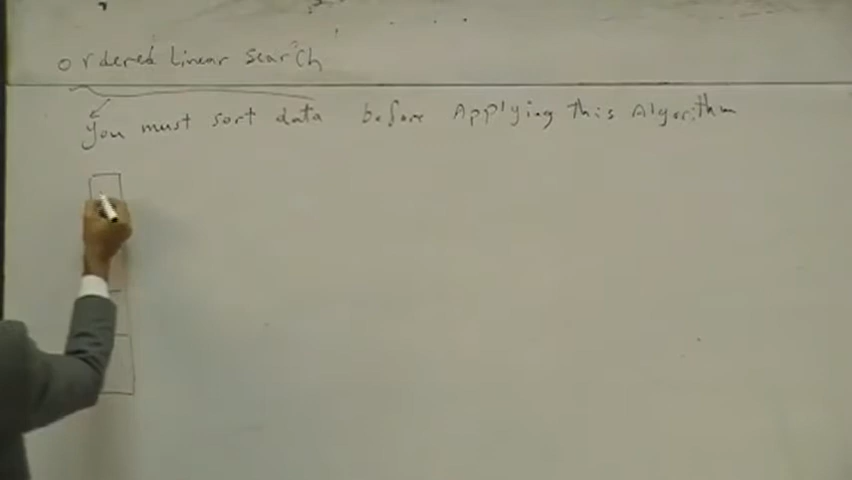 ordered Linear search
You must sort data before Applying this Algorithm